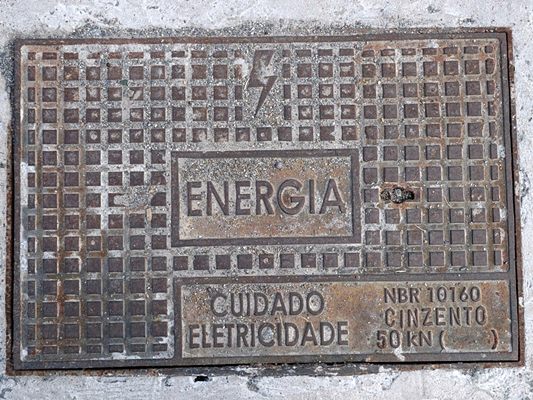 ENERGIA
CUIDADO
ELETRICIDADE
NBR 10160
CINZENTO
50 KN ( )